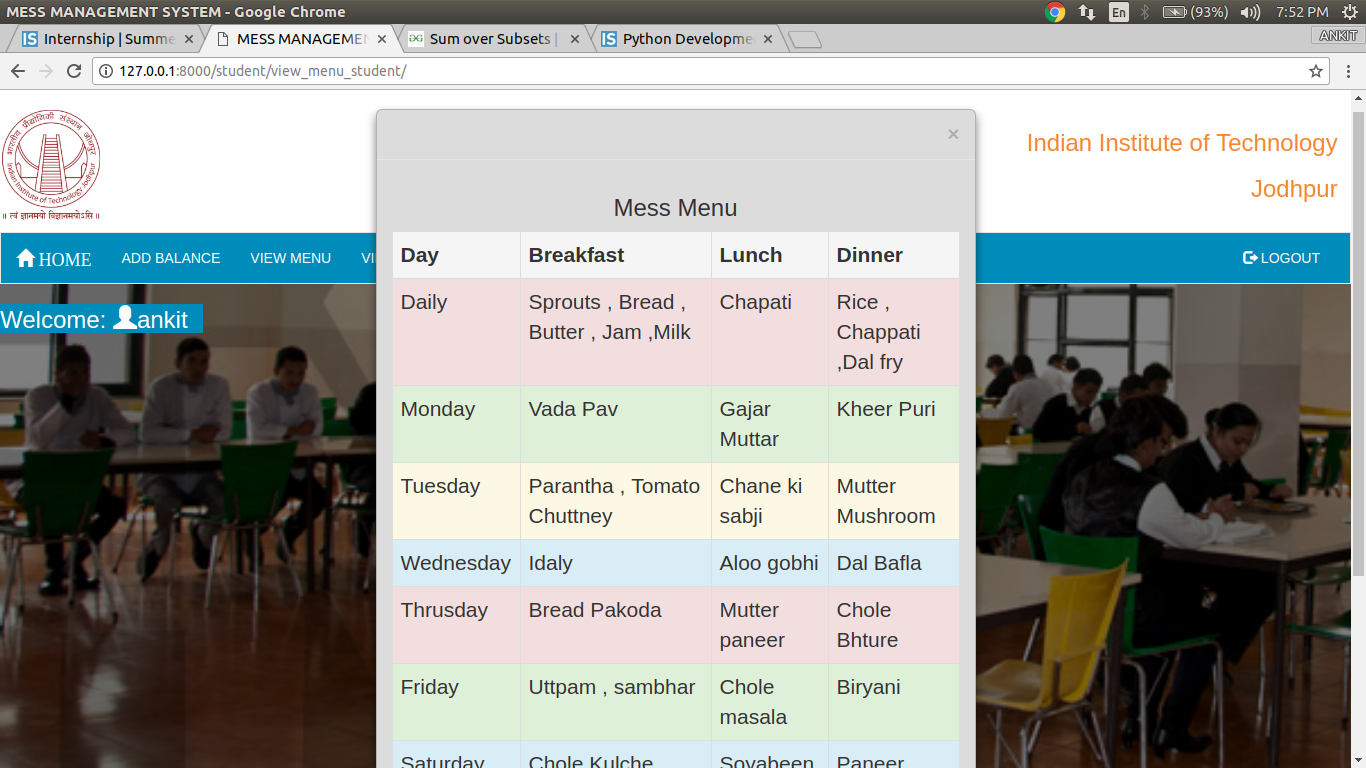 MESS MANAGEMENT SYSTEM - Google Chrome
En
(93%)
7:52 PM
Internship | Summe
MESS MANAGEMEN
Sum over Subsets |
Python Developme
ANKIT
127.0.0.1:8000/student/view_menu_student/
भारतीय प्रौद्योगिकी संस्थान जोधपुर
Indian Institute of Technology Jodhpur
॥ त्वं ज्ञानमयो विज्ञानमयोऽसि ॥
×
Indian Institute of Technology
Jodhpur
HOME
ADD BALANCE
VIEW MENU
VI
LOGOUT
Welcome: ankit
Mess Menu
Day Breakfast Lunch Dinner
Daily Sprouts , Bread , Chapati Rice ,
Butter , Jam ,Milk Chappati
,Dal fry
Monday Vada Pav Gajar Kheer Puri
Muttar
Tuesday Parantha , Tomato Chane ki Mutter
Chuttney sabji Mushroom
Wednesday Idaly Aloo gobhi Dal Bafla
Thrusday Bread Pakoda Mutter Chole
paneer Bhture
Friday Uttpam , sambhar Chole Biryani
masala
Saturday Chole Kulche Soyabeen Paneer